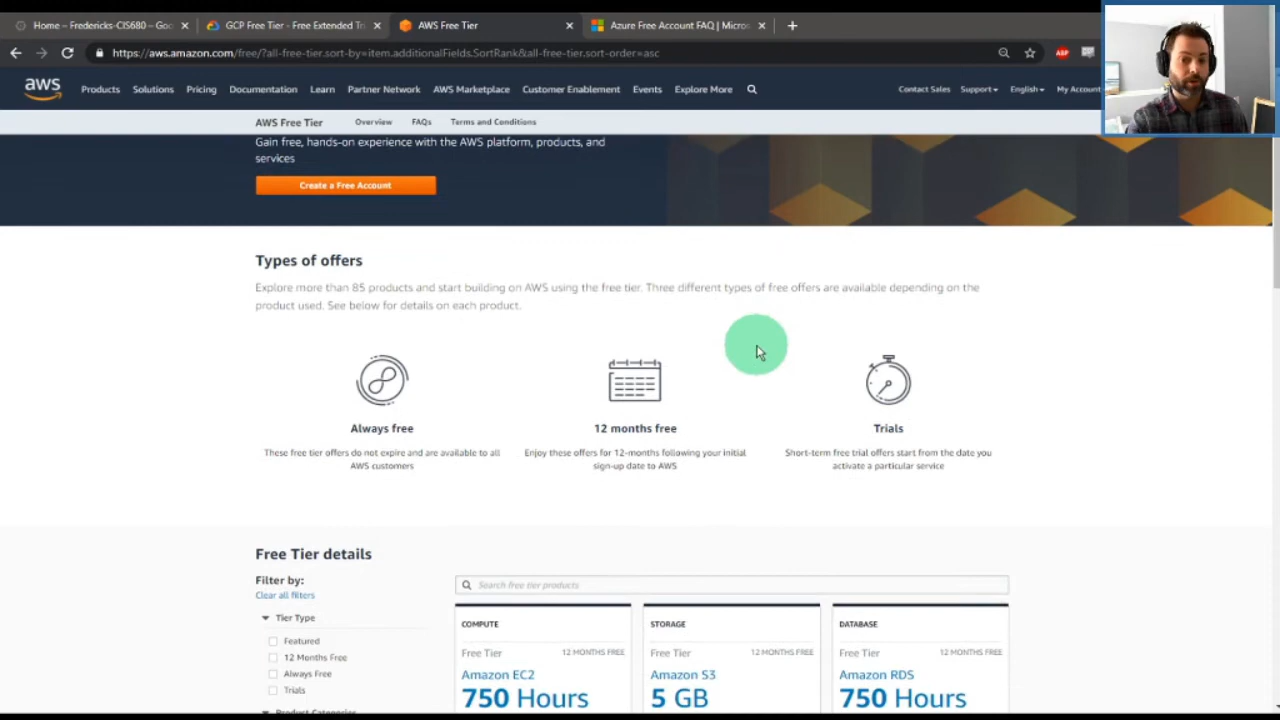 Home – Fredericks-CIS680 – Goo
GCP Free Tier - Free Extended Tr
AWS Free Tier
Azure Free Account FAQ | Micros
https://aws.amazon.com/free/?all-free-tier.sort-by=item.additionalFields.SortRank&all-free-tier.sort-order=asc
ABP
aws
Products Solutions Pricing Documentation Learn Partner Network AWS Marketplace Customer Enablement Events Explore More
Contact Sales Support English My Account
AWS Free Tier Overview FAQs Terms and Conditions
Gain free, hands-on experience with the AWS platform, products, and
services
Create a Free Account
Types of offers
Explore more than 85 products and start building on AWS using the free tier. Three different types of free offers are available depending on the
product used. See below for details on each product.
Always free
These free tier offers do not expire and are available to all
AWS customers
12 months free
Enjoy these offers for 12-months following your initial
sign-up date to AWS
Trials
Short-term free trial offers start from the date you
activate a particular service
Free Tier details
Filter by:
Clear all filters
Tier Type
Featured
12 Months Free
Always Free
Trials
Product Categories
Search free tier products
COMPUTE
Free Tier 12 MONTHS FREE
Amazon EC2
750 Hours
STORAGE
Free Tier 12 MONTHS FREE
Amazon S3
5 GB
DATABASE
Free Tier 12 MONTHS FREE
Amazon RDS
750 Hours